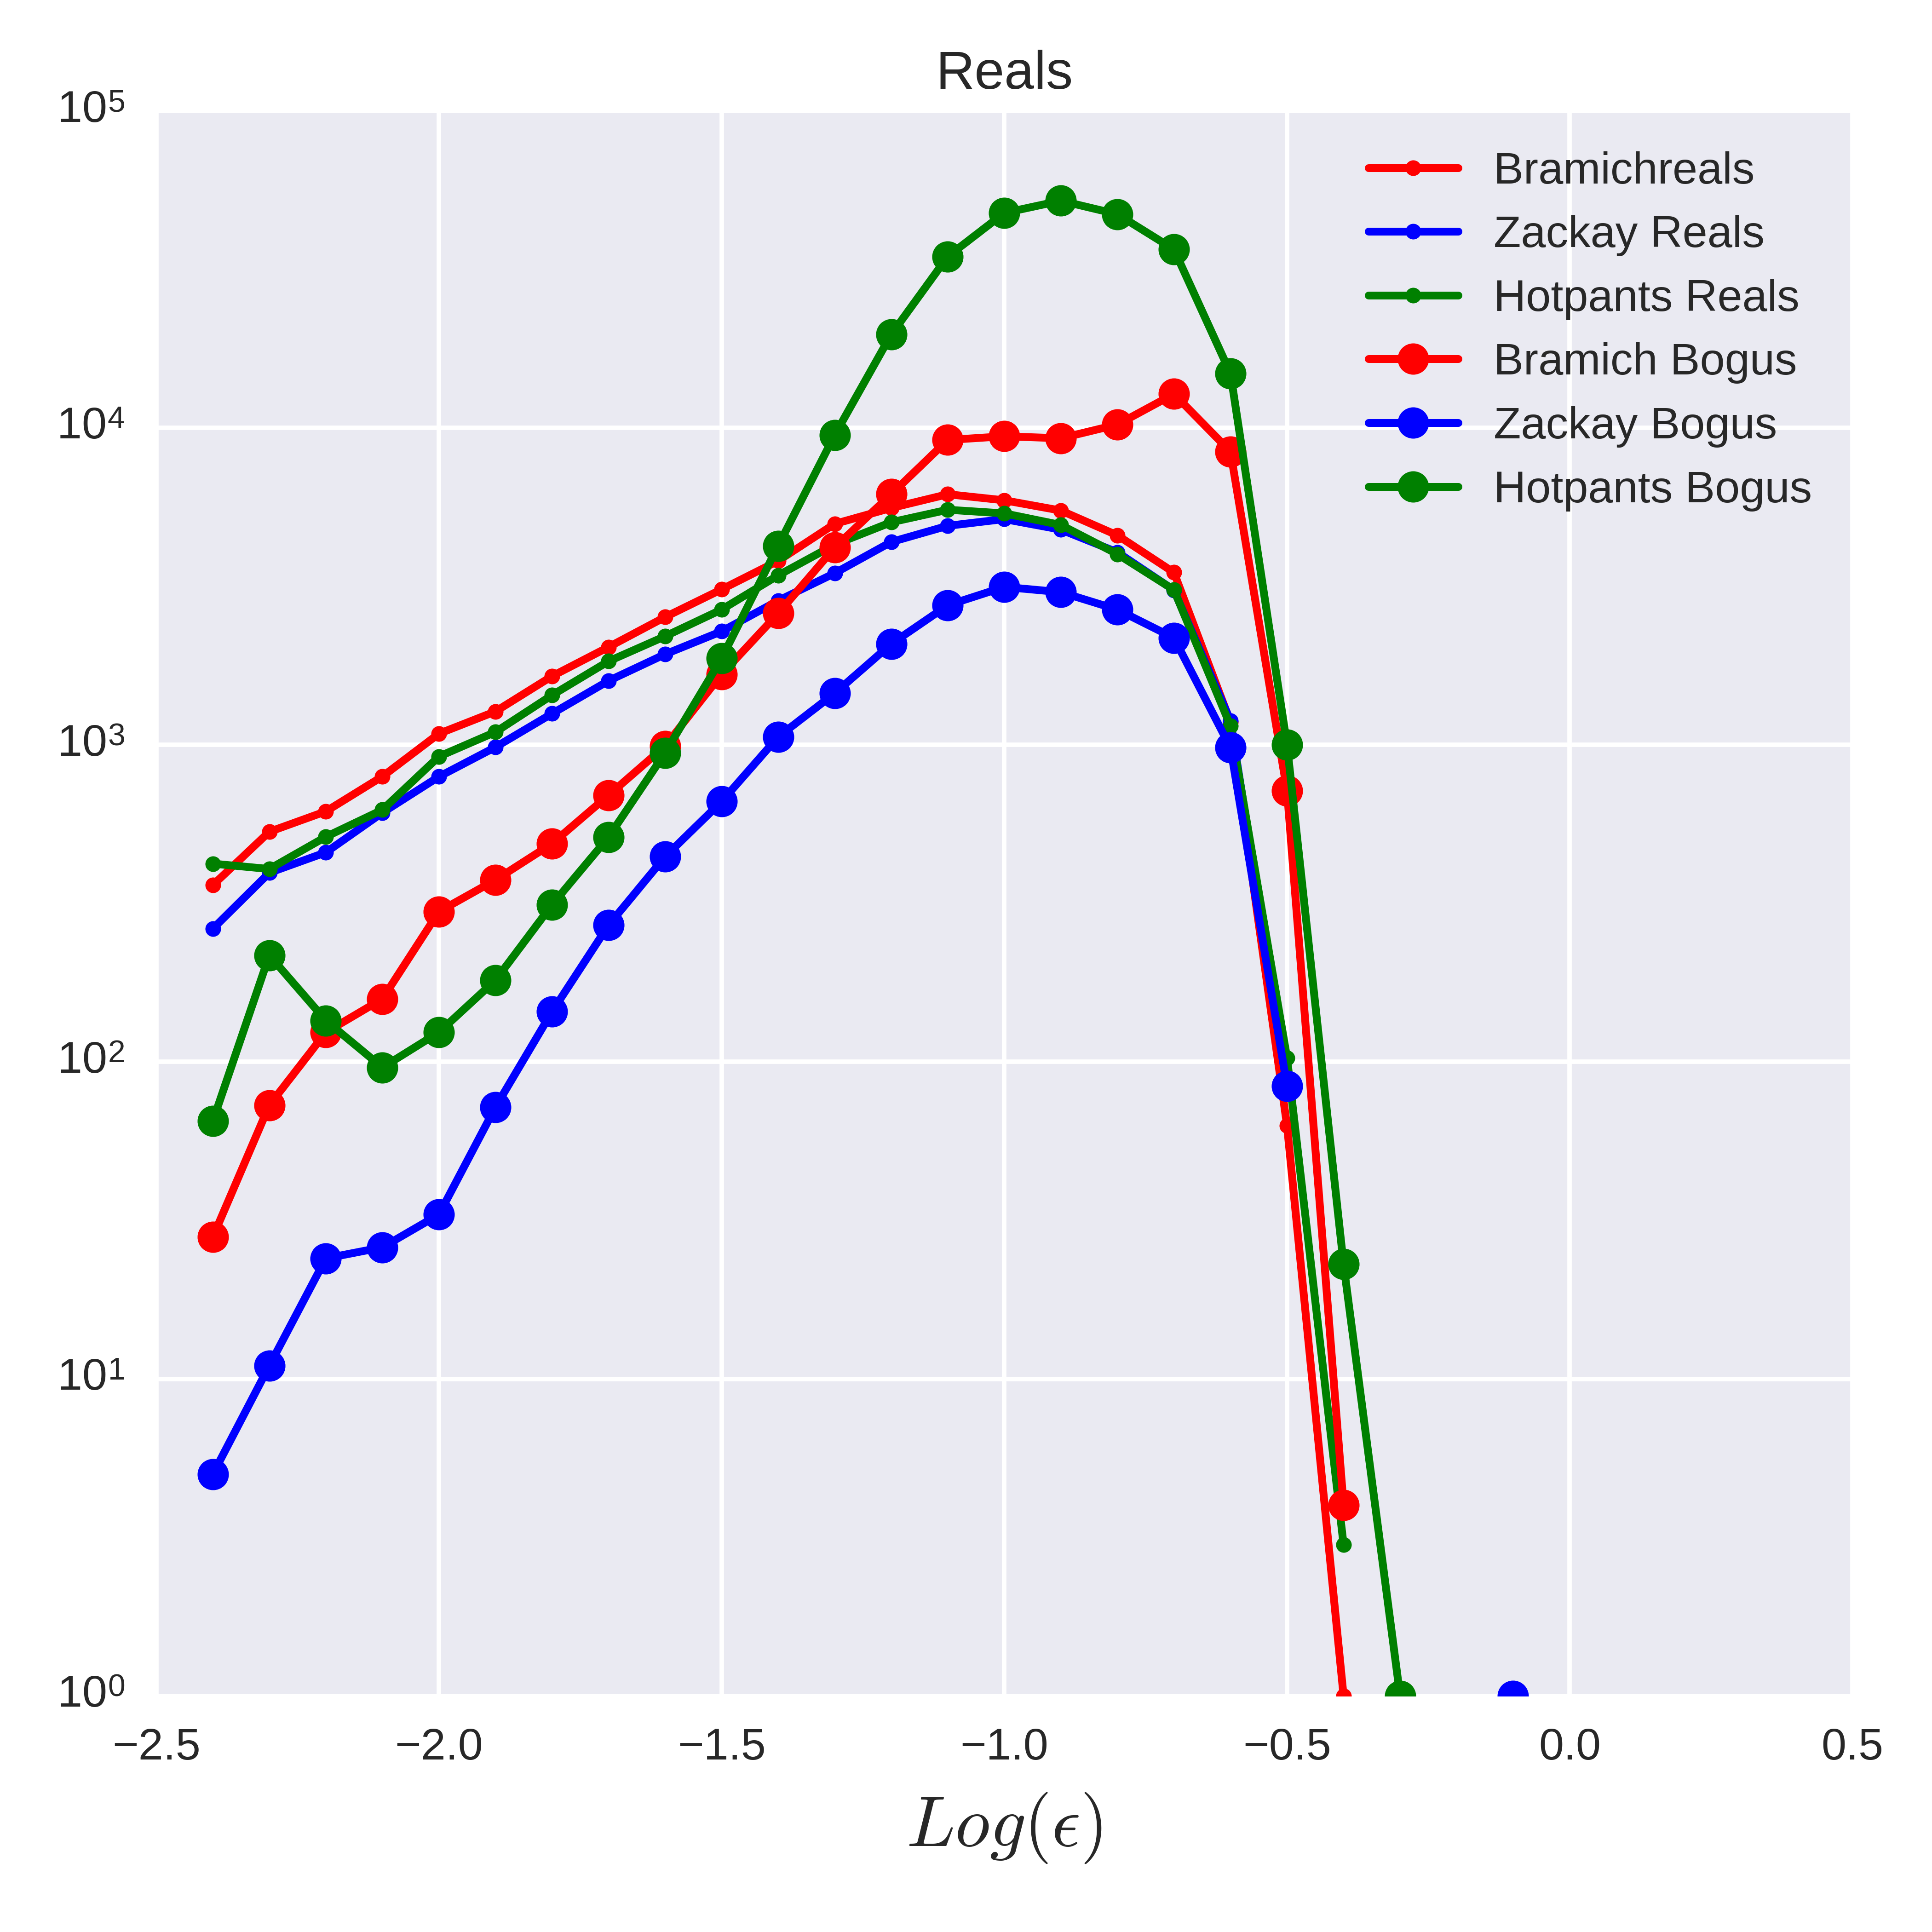 Reals
10⁵
10⁴
10³
10²
10¹
10⁰
Bramichreals
Zackay Reals
Hotpants Reals
Bramich Bogus
Zackay Bogus
Hotpants Bogus
−2.5 −2.0 −1.5 −1.0 −0.5 0.0 0.5
Log(ϵ)